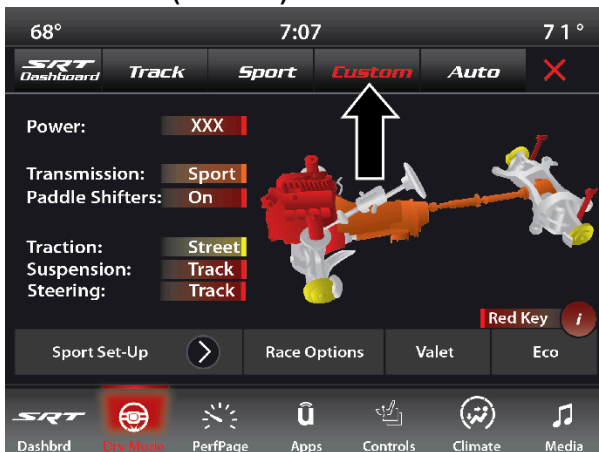 68° 7:07 71°
SRT Dashboard Track Sport Custom Auto
Power: XXX
Transmission: Sport
Paddle Shifters: On
Traction: Street
Suspension: Track
Steering: Track
Red Key i
Sport Set-Up Race Options Valet Eco
SRT Ü
Dashbrd Drv Mode PerfPage Apps Controls Climate Media